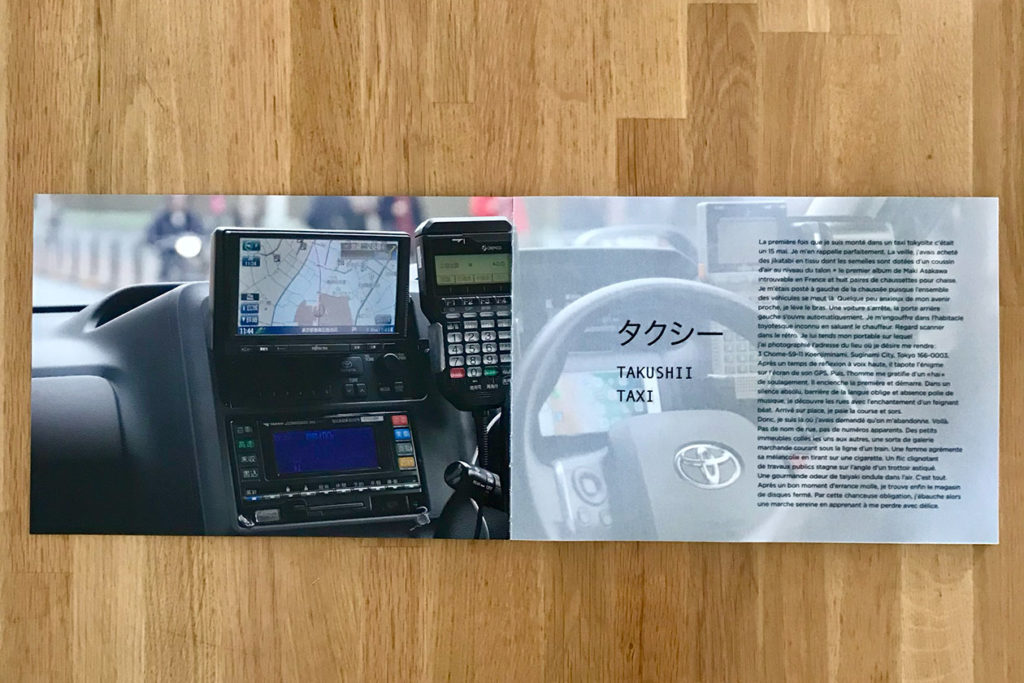 11:44
タクシー
TAKUSHII
TAXI
La première fois que je suis monté dans un taxi tokyoïte c'était
un 15 mai. Je m'en rappelle parfaitement. La veille, j'avais acheté
des jikatabi en tissu dont les semelles sont dotées d'un coussin
d'air au niveau du talon + le premier album de Maki Asakawa
introuvable en France et huit paires de chaussettes pour chaise.
Je m'étais posté à gauche de la chaussée puisque l'ensemble
des véhicules se meut là. Quelque peu anxieux de mon avenir
proche, je lève le bras. Une voiture s'arrête, la porte arrière
gauche s'ouvre automatiquement. Je m'engouffre dans l'habitacle
toyotesque inconnu en saluant le chauffeur. Regard scanner
dans le rétro. Je lui tends mon portable sur lequel
j'ai photographié l'adresse du lieu où je désire me rendre :
3 Chome-59-11 Koenjiminami, Suginami City, Tokyo 166-0003.
Après un temps de réflexion à voix haute, il tapote l'énigme
sur l'écran de son GPS. Puis, l'homme me gratifie d'un «hai»
de soulagement. Il enclenche la première et démarre. Dans un
silence absolu, barrière de la langue oblige et absence polie de
musique, je découvre les rues avec l'enchantement d'un feignant
béat. Arrivé sur place, je paie la course et sors.
Donc, je suis là où j'avais demandé qu'on m'abandonne. Voilà.
Pas de nom de rue, pas de numéros apparents. Des petits
immeubles collés les uns aux autres, une sorte de galerie
marchande courant sous la ligne d'un train. Une femme agrémente
sa mélancolie en tirant sur une cigarette. Un flic clignotant
de travaux publics stagne sur l'angle d'un trottoir astiqué.
Une gourmande odeur de taiyaki ondule dans l'air. C'est tout.
Après un bon moment d'errance molle, je trouve enfin le magasin
de disques fermé. Par cette chanceuse obligation, j'ébauche alors
une marche sereine en apprenant à me perdre avec délice.